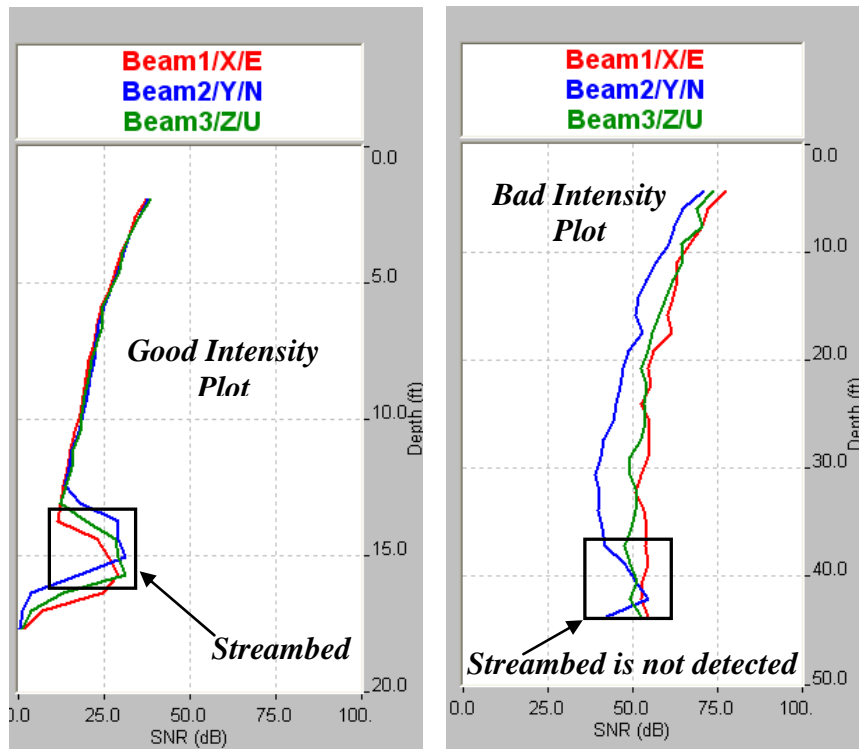 Beam1/X/E
Beam2/Y/N
Beam3/Z/U
0.0
5.0
Good Intensity
Plot
10.0
Depth (ft)
15.0
Streambed
20.0
0.0 25.0 50.0 75.0 100.
SNR (dB)
Beam1/X/E
Beam2/Y/N
Beam3/Z/U
0.0
Bad Intensity
Plot
10.0
20.0
Depth (ft)
30.0
40.0
Streambed is not detected
50.0
0.0 25.0 50.0 75.0 100.
SNR (dB)